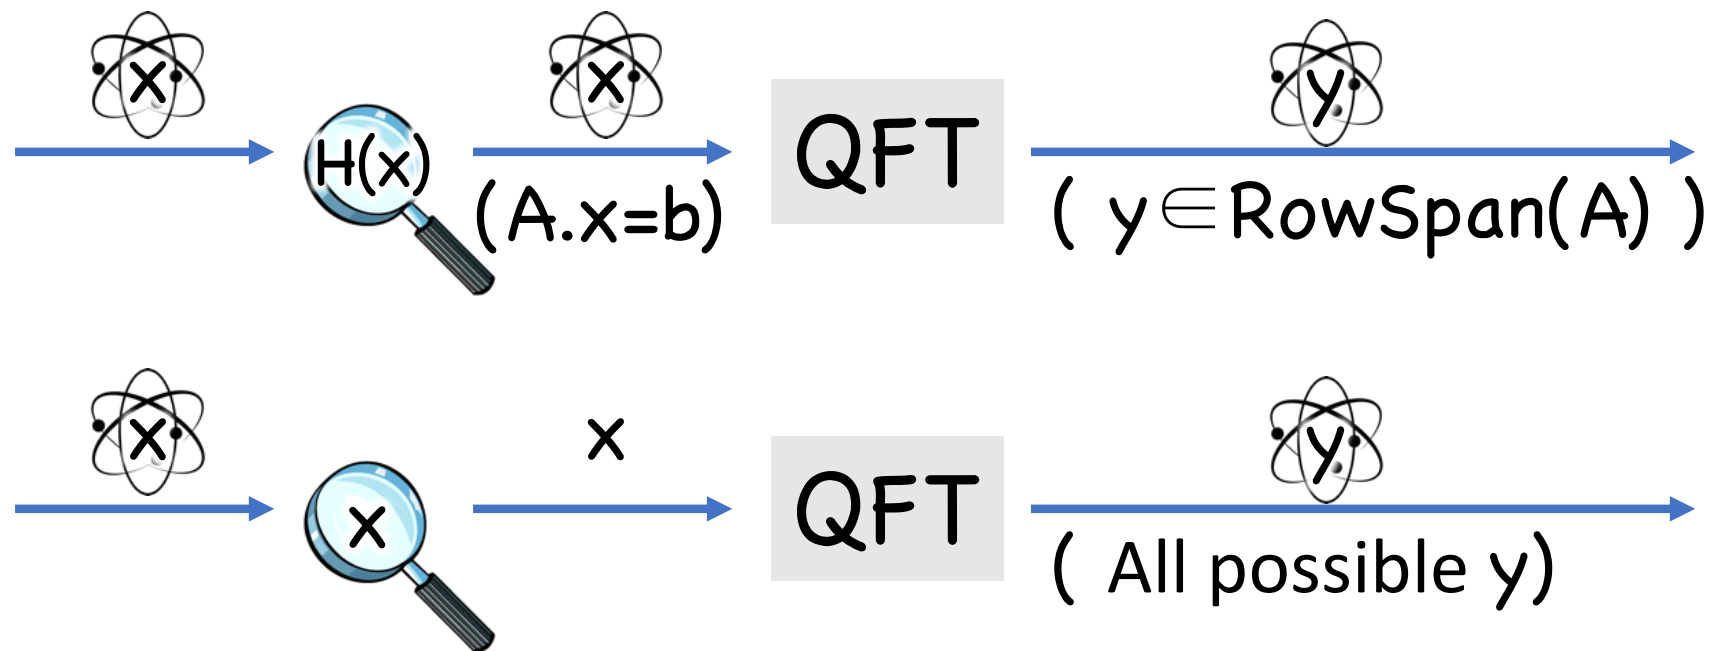 x x y
H(x) QFT
(A.x=b) ( y∈RowSpan(A) )
x x y
x QFT
( All possible y)